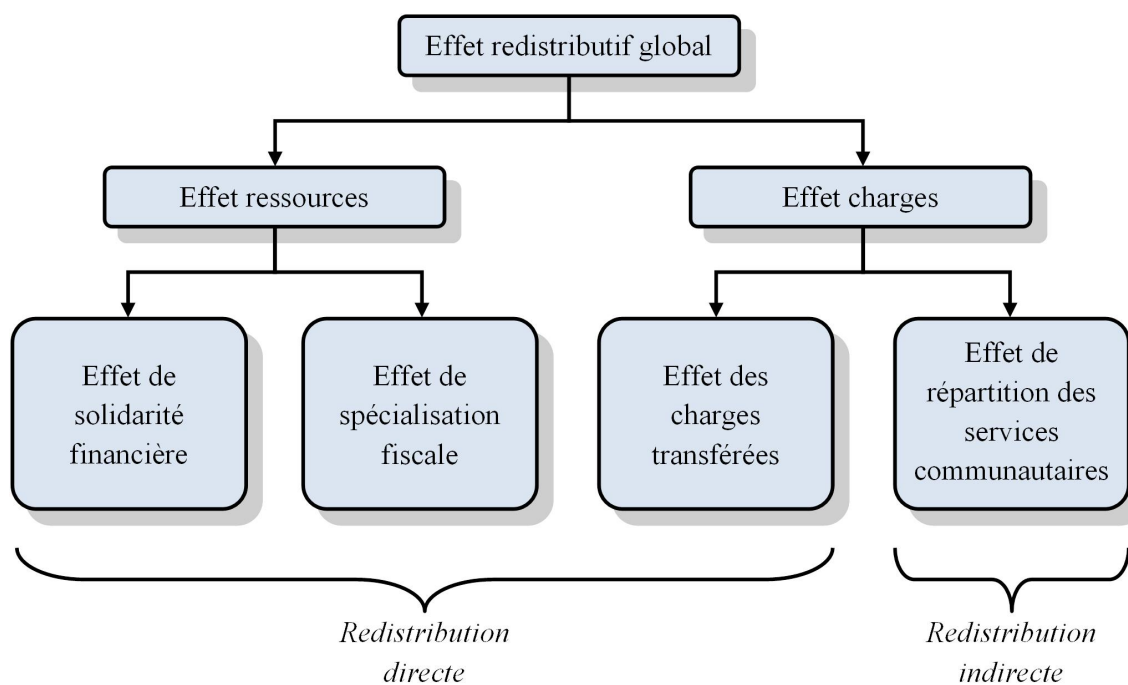 Effet redistributif global
Effet ressources
Effet charges
Effet de
solidarité
financière
Effet de
spécialisation
fiscale
Effet des
charges
transférées
Effet de
répartition des
services
communautaires
Redistribution
directe
Redistribution
indirecte